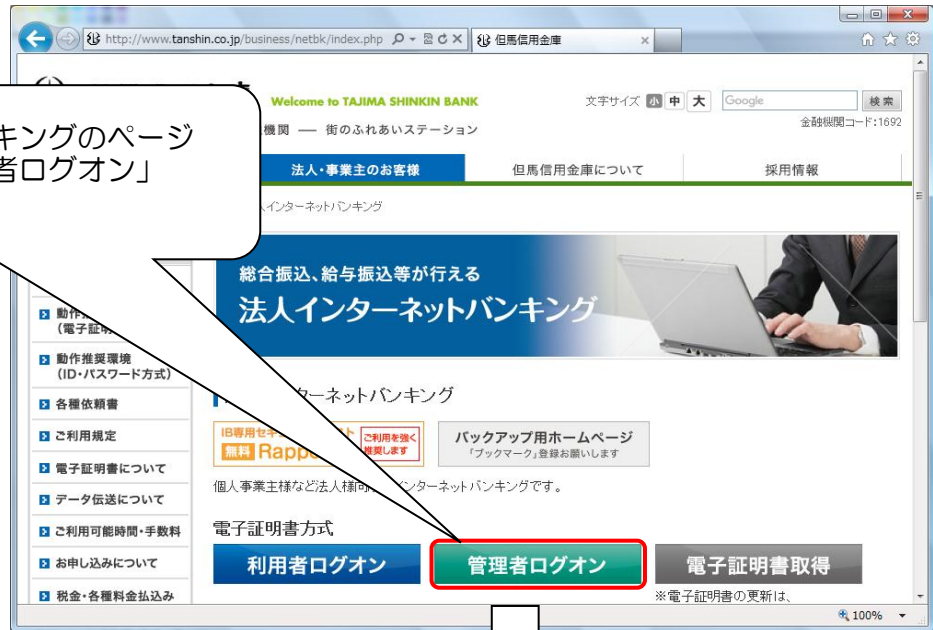 http://www.tanshin.co.jp/business/netbk/index.php
但馬信用金庫
Welcome to TAJIMA SHINKIN BANK
文字サイズ 小 中 大
Google
検索
金融機関コード:1692
機関 ― 街のふれあいステーション
キングのページ
者ログオン」
法人・事業主のお客様
但馬信用金庫について
採用情報
インターネットバンキング
総合振込、給与振込等が行える
法人インターネットバンキング
動作
(電子証明
動作推奨環境
(ID・パスワード方式)
各種依頼書
ご利用規定
電子証明書について
データ伝送について
ご利用可能時間・手数料
お申し込みについて
税金・各種料金払込み
ターネットバンキング
IB専用セキ
ト
無料 Rappo
ご利用を強く
推奨します
バックアップ用ホームページ
「ブックマーク」登録お願いします
個人事業主様など法人様向
インターネットバンキングです。
電子証明書方式
利用者ログオン
管理者ログオン
電子証明書取得
※電子証明書の更新は、
100%